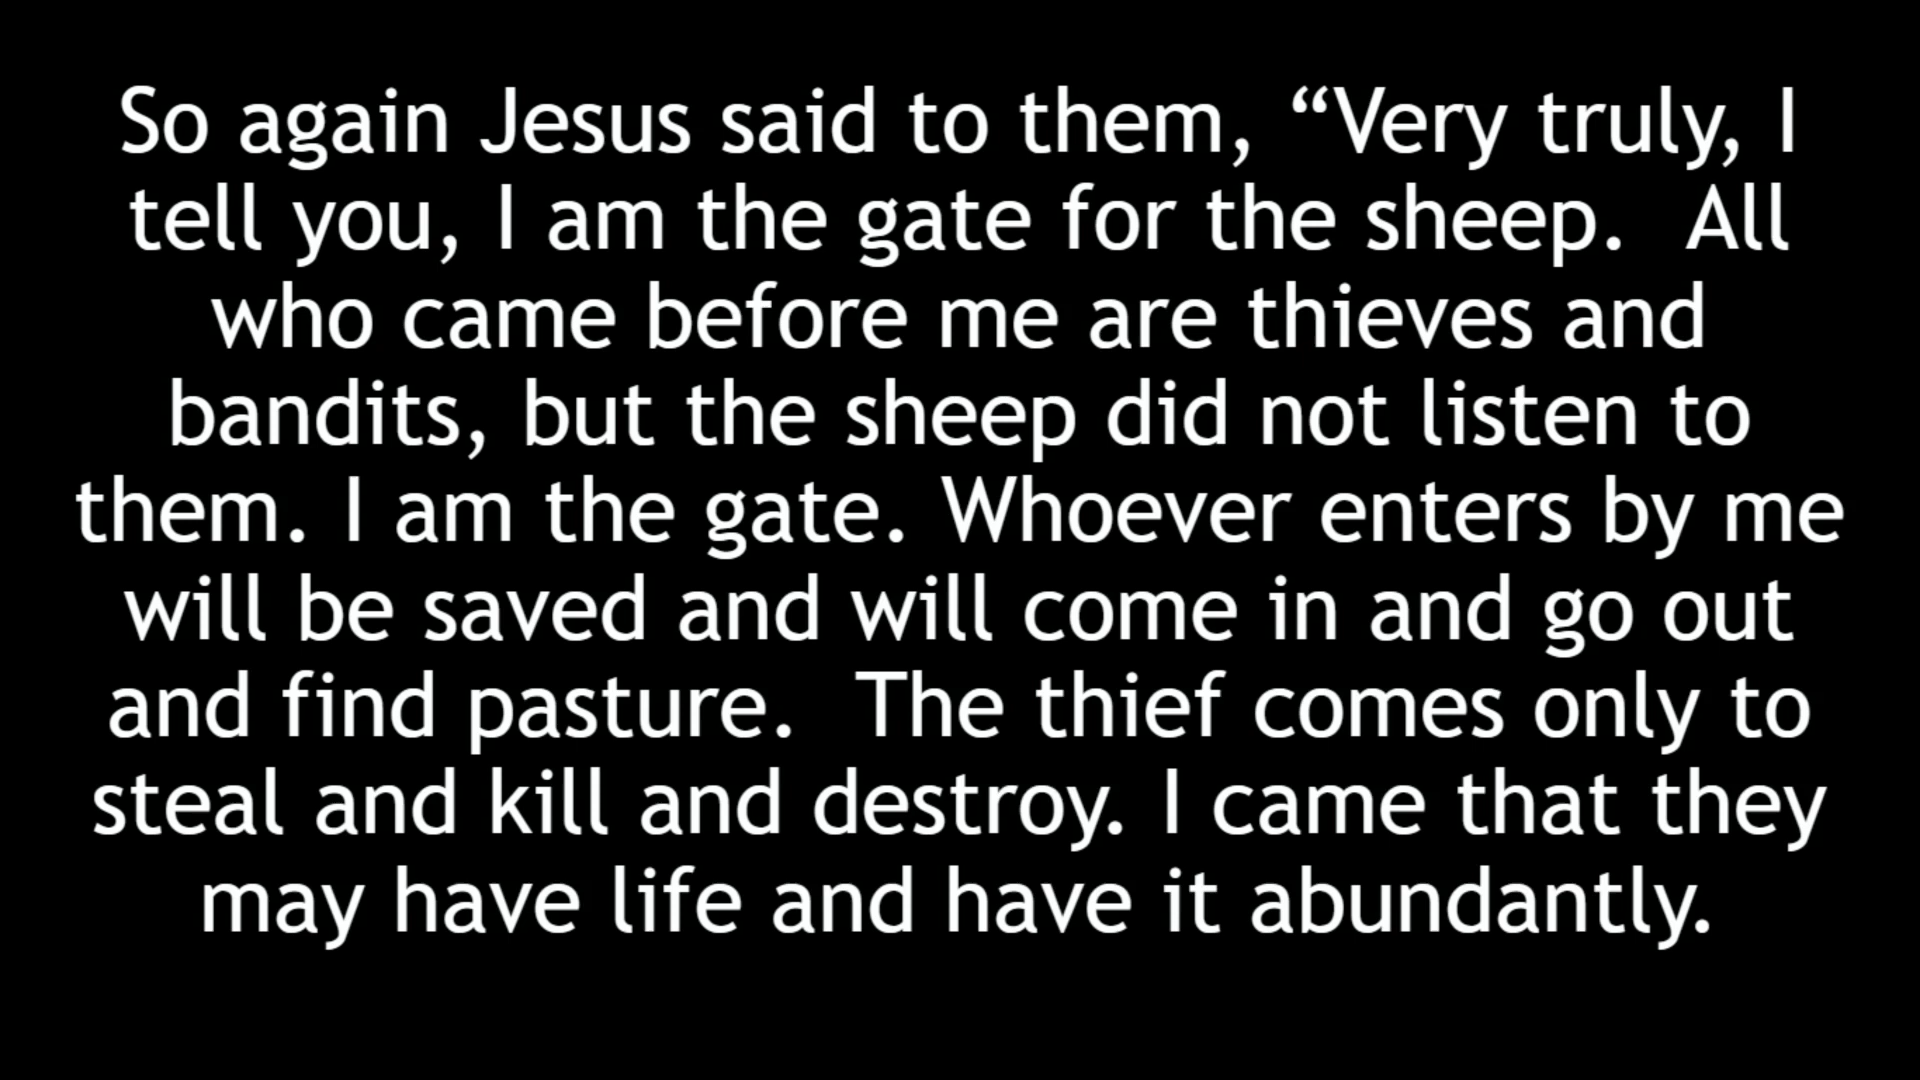 So again Jesus said to them, “Very truly, I
tell you, I am the gate for the sheep.  All
who came before me are thieves and
bandits, but the sheep did not listen to
them. I am the gate. Whoever enters by me
will be saved and will come in and go out
and find pasture.  The thief comes only to
steal and kill and destroy. I came that they
may have life and have it abundantly.